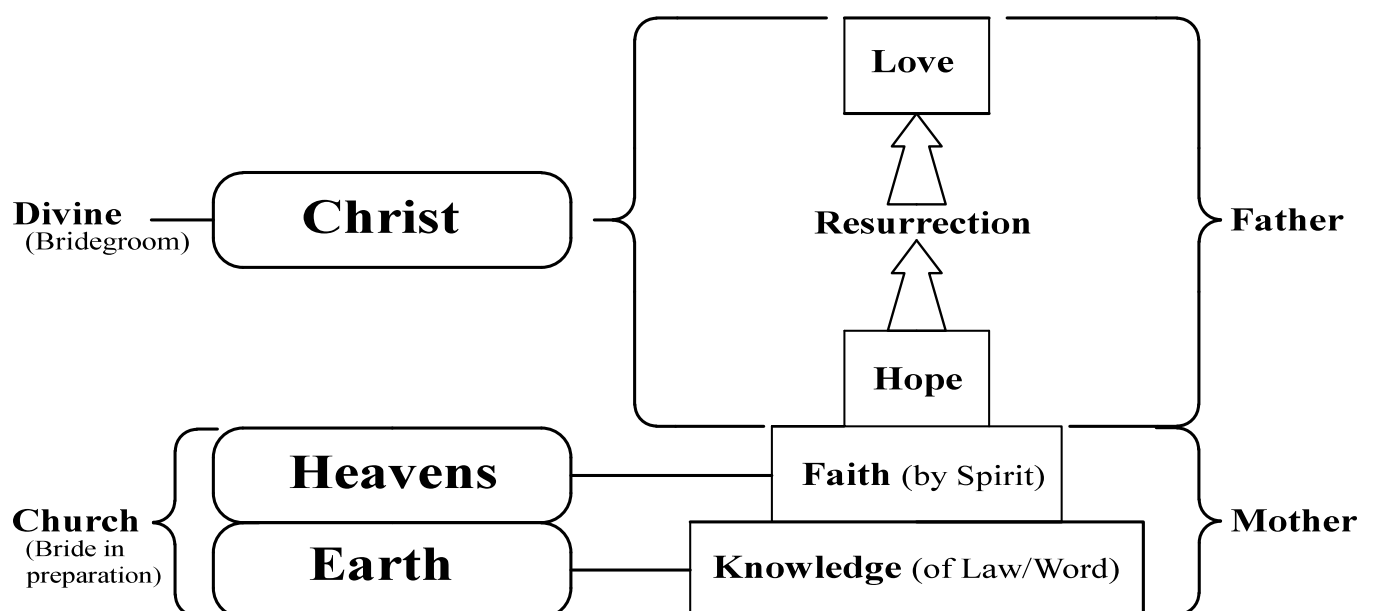 Love
Divine
(Bridegroom)
Christ
Resurrection
Father
Hope
Church
(Bride in
preparation)
Heavens
Faith (by Spirit)
Mother
Earth
Knowledge (of Law/Word)